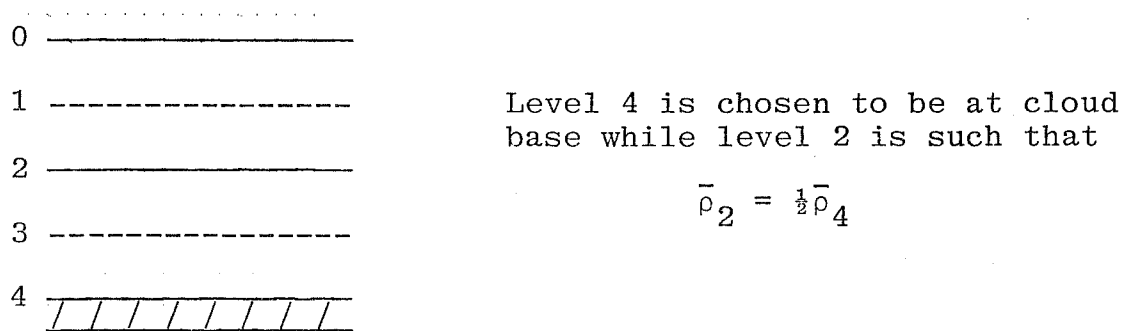 0
1
Level 4 is chosen to be at cloud
base while level 2 is such that
2
ρ̄₂ = ½ρ̄₄
3
4